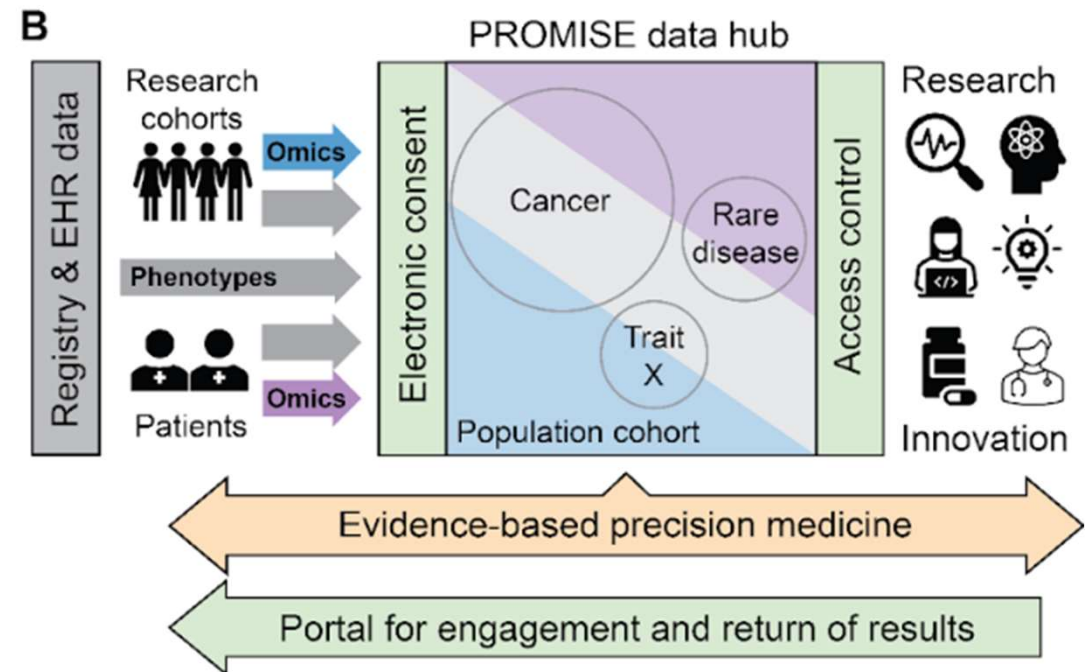 B
PROMISE data hub
Registry & EHR data
Research
cohorts
Omics
Phenotypes
Omics
Patients
Electronic consent
Cancer
Rare
disease
Trait
X
Population cohort
Access control
Research
</>
Innovation
Evidence-based precision medicine
Portal for engagement and return of results